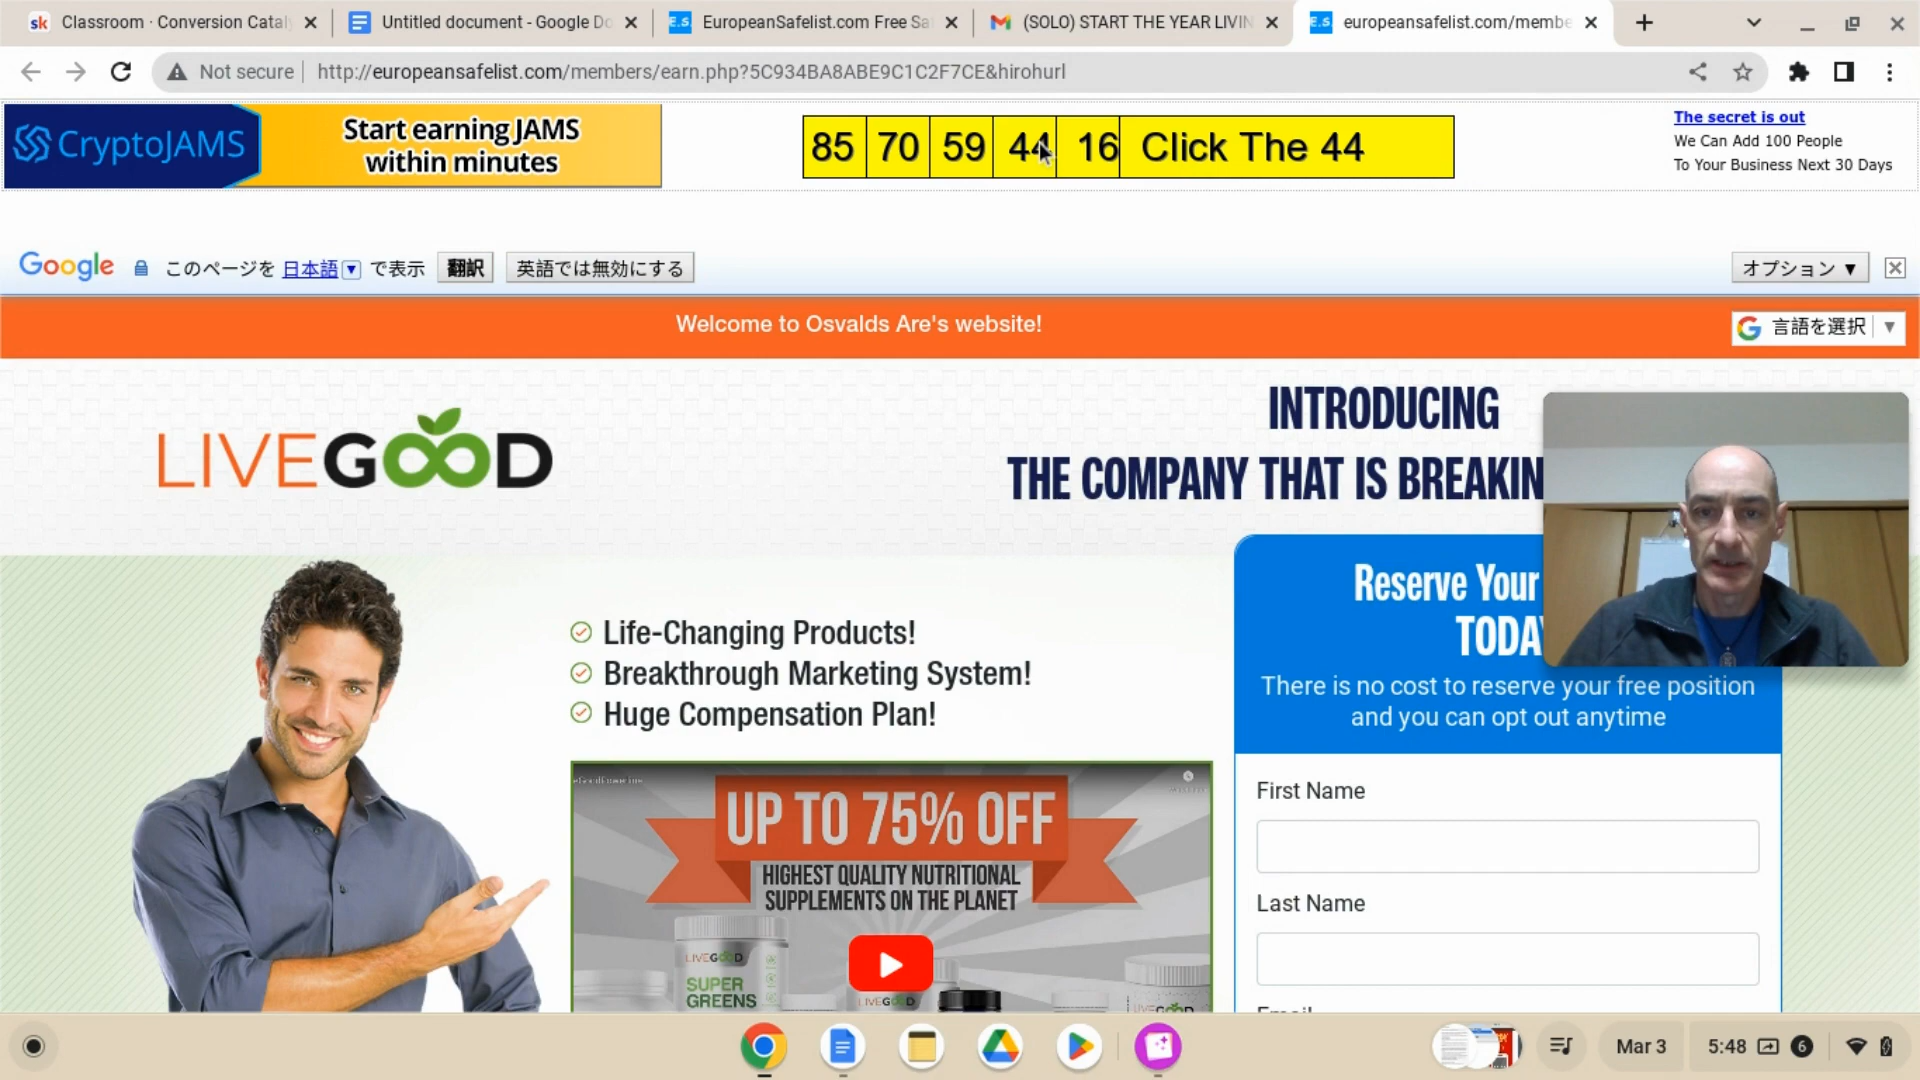 sk Classroom · Conversion Cataly
Untitled document - Google Do
E.S. EuropeanSafelist.com Free Sa
(SOLO) START THE YEAR LIVIN
E.S. europeansafelist.com/membe
Not secure
http://europeansafelist.com/members/earn.php?5C934BA8ABE9C1C2F7CE&hirohurl
CryptoJAMS
Start earning JAMS
within minutes
85 70 59 44 16 Click The 44
The secret is out
We Can Add 100 People
To Your Business Next 30 Days
Google このページを 日本語▼ で表示 翻訳 英語では無効にする オプション ▼
Welcome to Osvalds Are's website!
G 言語を選択 ▼
LIVEGOOD
INTRODUCING
THE COMPANY THAT IS BREAKIN
Life-Changing Products!
Breakthrough Marketing System!
Huge Compensation Plan!
UP TO 75% OFF
HIGHEST QUALITY NUTRITIONAL
SUPPLEMENTS ON THE PLANET
LIVEGOOD
SUPER
GREENS
LIVEGOOD
Reserve Your
TODAY
There is no cost to reserve your free position
and you can opt out anytime
First Name
Last Name
Email
Mar 3
5:48
6